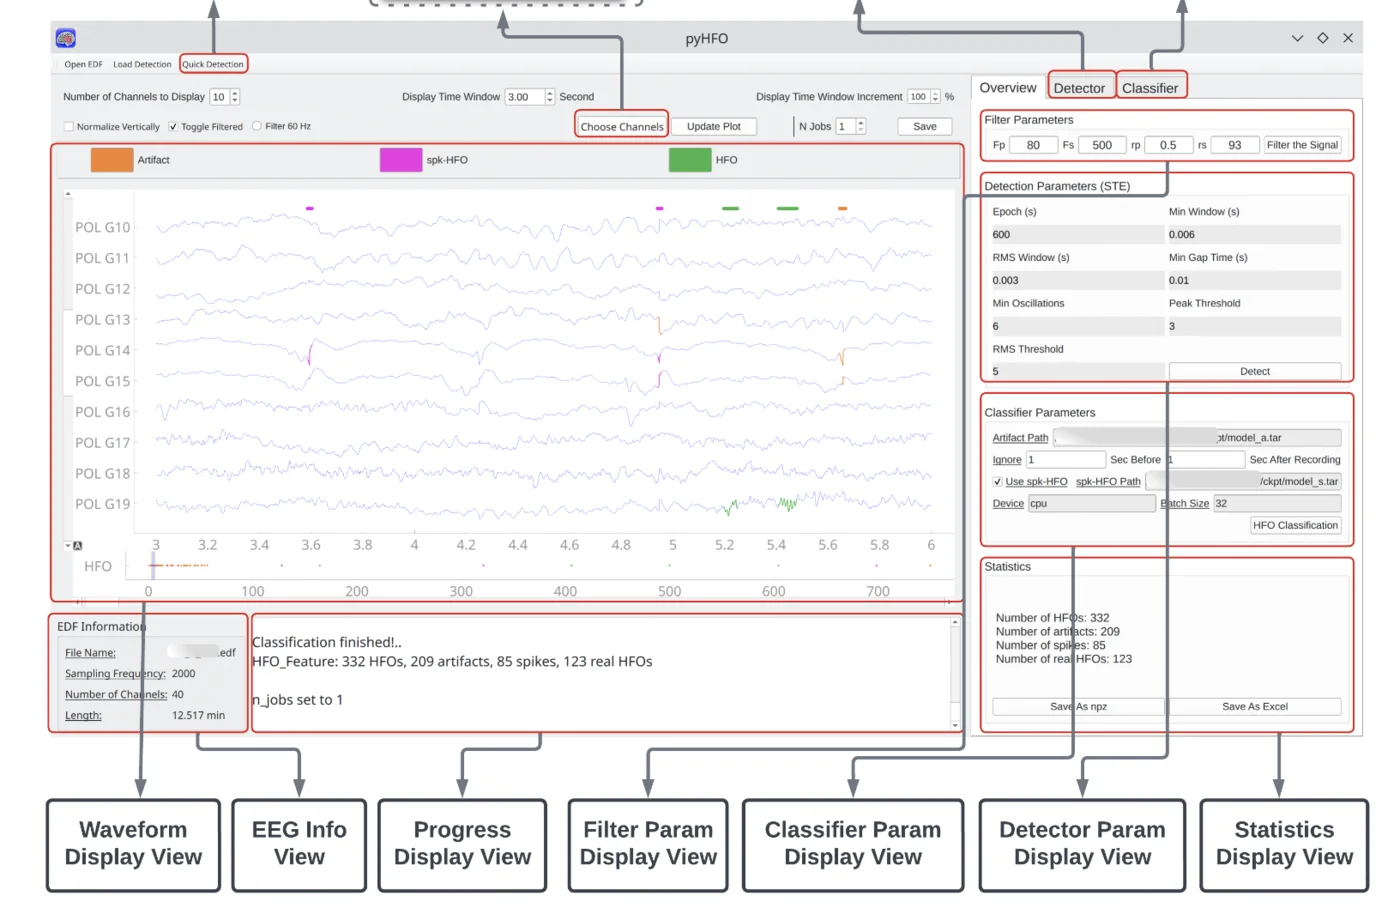 pyHFO
Open EDF Load Detection Quick Detection
Number of Channels to Display 10 Display Time Window 3.00 Second Display Time Window Increment 100 %
Normalize Vertically Toggle Filtered Filter 60 Hz Choose Channels Update Plot N Jobs 1 Save
Artifact spk-HFO HFO
POL G10
POL G11
POL G12
POL G13
POL G14
POL G15
POL G16
POL G17
POL G18
POL G19
A 3 3.2 3.4 3.6 3.8 4 4.2 4.4 4.6 4.8 5 5.2 5.4 5.6 5.8 6
HFO
0 100 200 300 400 500 600 700
EDF Information
File Name: .edf
Sampling Frequency: 2000
Number of Channels: 40
Length: 12.517 min
Classification finished!..
HFO_Feature: 332 HFOs, 209 artifacts, 85 spikes, 123 real HFOs
n_jobs set to 1
Overview Detector Classifier
Filter Parameters
Fp 80 Fs 500 rp 0.5 rs 93 Filter the Signal
Detection Parameters (STE)
Epoch (s) Min Window (s)
600 0.006
RMS Window (s) Min Gap Time (s)
0.003 0.01
Min Oscillations Peak Threshold
6 3
RMS Threshold
5 Detect
Classifier Parameters
Artifact Path pt/model_a.tar
Ignore 1 Sec Before 1 Sec After Recording
Use spk-HFO spk-HFO Path /ckpt/model_s.tar
Device cpu Batch Size 32
HFO Classification
Statistics
Number of HFOs: 332
Number of artifacts: 209
Number of spikes: 85
Number of real HFOs: 123
Save As npz Save As Excel
Waveform
Display View
EEG Info
View
Progress
Display View
Filter Param
Display View
Classifier Param
Display View
Detector Param
Display View
Statistics
Display View